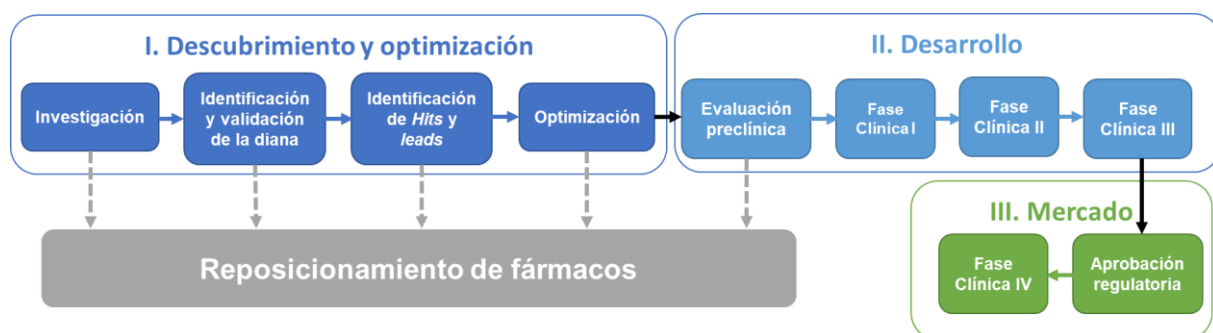 I. Descubrimiento y optimización
Investigación
Identificación
y validación
de la diana
Identificación
de Hits y
leads
Optimización
II. Desarrollo
Evaluación
preclínica
Fase
Clínica I
Fase
Clínica II
Fase
Clínica III
III. Mercado
Fase
Clínica IV
Aprobación
regulatoria
Reposicionamiento de fármacos